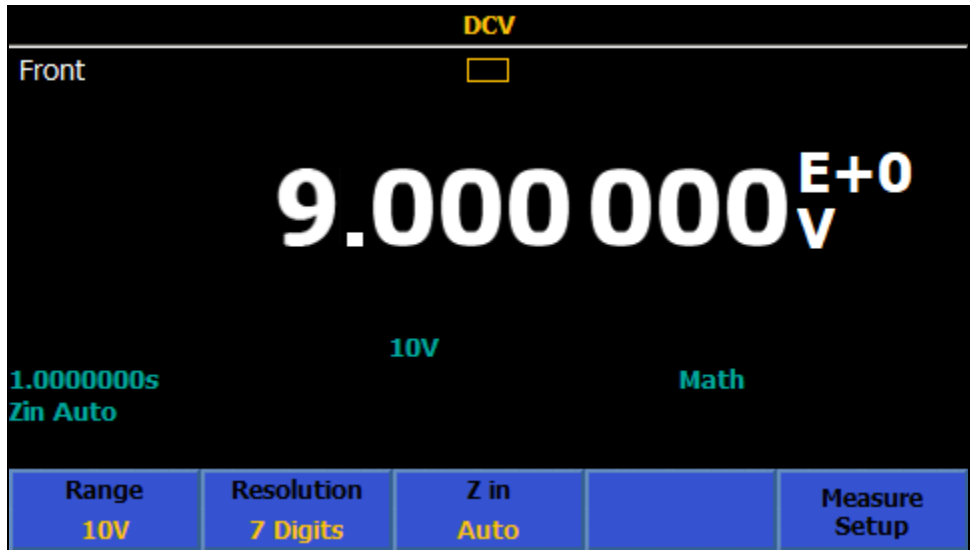 DCV
Front
9.000 000 E+0
V
10V
1.0000000s
Math
Zin Auto
Range
10V
Resolution
7 Digits
Z in
Auto
Measure
Setup